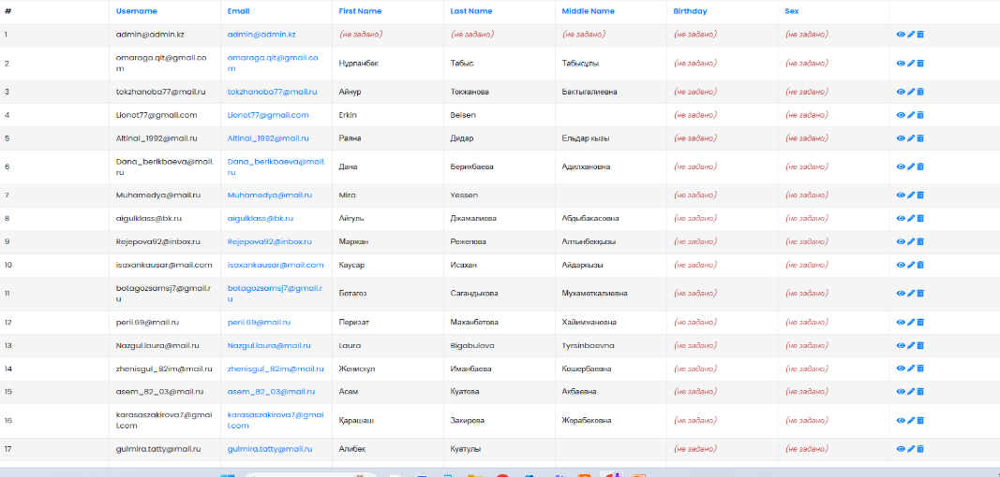 # Username Email First Name Last Name Middle Name Birthday Sex
1 admin@admin.kz admin@admin.kz (не задано) (не задано) (не задано) (не задано) (не задано)
2 omaraga.qit@gmail.co omaraga.qit@gmail.co Нұрпанбек Табыс Табысұлы (не задано) (не задано)
m m
3 tokzhanoba77@mail.ru tokzhanoba77@mail.ru Айнур Токжанова Бактыгалиевна (не задано) (не задано)
4 Lionot77@gmail.com Lionot77@gmail.com Erkin Beisen (не задано) (не задано)
5 Altinai_1992@mail.ru Altinai_1992@mail.ru Раяна Дидар Ельдар кызы (не задано) (не задано)
6 Dana_berikbaeva@mail. Dana_berikbaeva@mail. Дана Берикбаева Адилхановна (не задано) (не задано)
ru ru
7 Muhamedya@mail.ru Muhamedya@mail.ru Mira Yessen (не задано) (не задано)
8 aigulklass@bk.ru aigulklass@bk.ru Айгуль Джамалиева Абдыбакасовна (не задано) (не задано)
9 Rejepova92@inbox.ru Rejepova92@inbox.ru Маржан Режепова Алтынбекқызы (не задано) (не задано)
10 isaxankausar@mail.com isaxankausar@mail.com Каусар Исахан Айдаркызы (не задано) (не задано)
11 botagozsamsj7@gmail.r botagozsamsj7@gmail.r Ботагоз Сагандыкова Мухаметкалиевна (не задано) (не задано)
u u
12 perii.69@mail.ru perii.69@mail.ru Перизат Маханбетова Хайимжановна (не задано) (не задано)
13 Nazgul.laura@mail.ru Nazgul.laura@mail.ru Laura Bigabulova Tyrsinbaevna (не задано) (не задано)
14 zhenisgul_82im@mail.ru zhenisgul_82im@mail.ru Женискул Иманбаева Кошербаевна (не задано) (не задано)
15 asem_82_03@mail.ru asem_82_03@mail.ru Асем Куатова Акбаевна (не задано) (не задано)
16 karasaszakirova7@gmai karasaszakirova7@gmai Қарашаш Закирова Жорабековна (не задано) (не задано)
l.com l.com
17 gulmira.tatty@mail.ru gulmira.tatty@mail.ru Алибек Куатулы (не задано) (не задано)